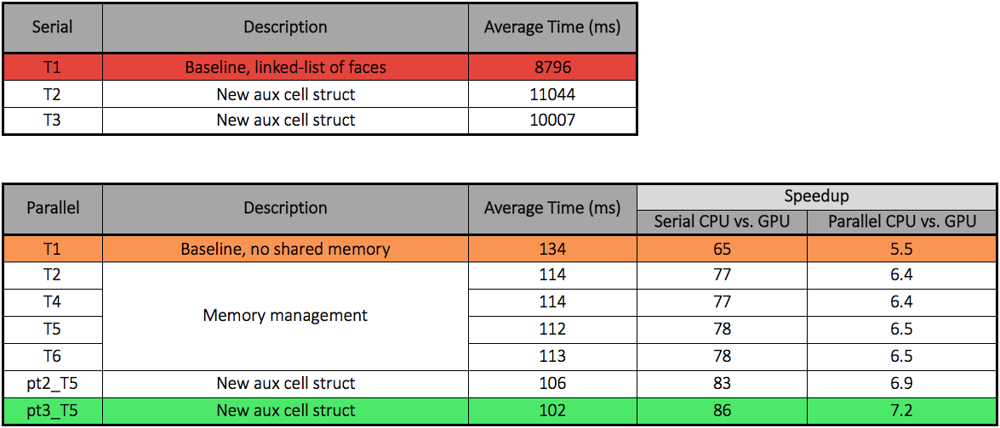 Serial Description Average Time (ms)
T1 Baseline, linked-list of faces 8796
T2 New aux cell struct 11044
T3 New aux cell struct 10007
Parallel Description Average Time (ms) Speedup
Serial CPU vs. GPU Parallel CPU vs. GPU
T1 Baseline, no shared memory 134 65 5.5
T2 114 77 6.4
T4 114 77 6.4
Memory management
T5 112 78 6.5
T6 113 78 6.5
pt2_T5 New aux cell struct 106 83 6.9
pt3_T5 New aux cell struct 102 86 7.2